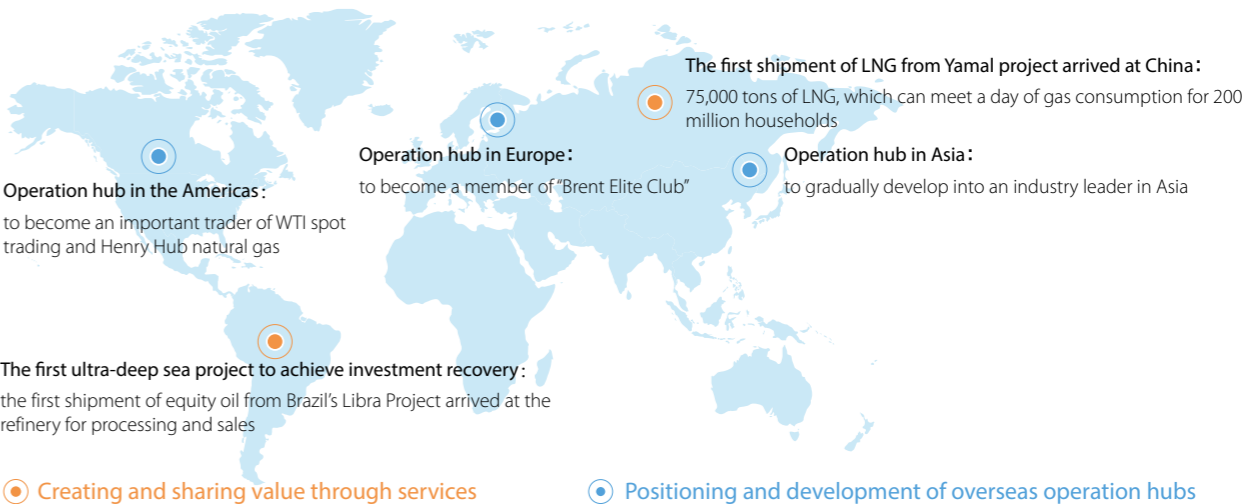 The first shipment of LNG from Yamal project arrived at China:
75,000 tons of LNG, which can meet a day of gas consumption for 200
million households
Operation hub in Europe:
to become a member of "Brent Elite Club"
Operation hub in Asia:
to gradually develop into an industry leader in Asia
Operation hub in the Americas:
to become an important trader of WTI spot
trading and Henry Hub natural gas
The first ultra-deep sea project to achieve investment recovery:
the first shipment of equity oil from Brazil's Libra Project arrived at the
refinery for processing and sales
Creating and sharing value through services
Positioning and development of overseas operation hubs